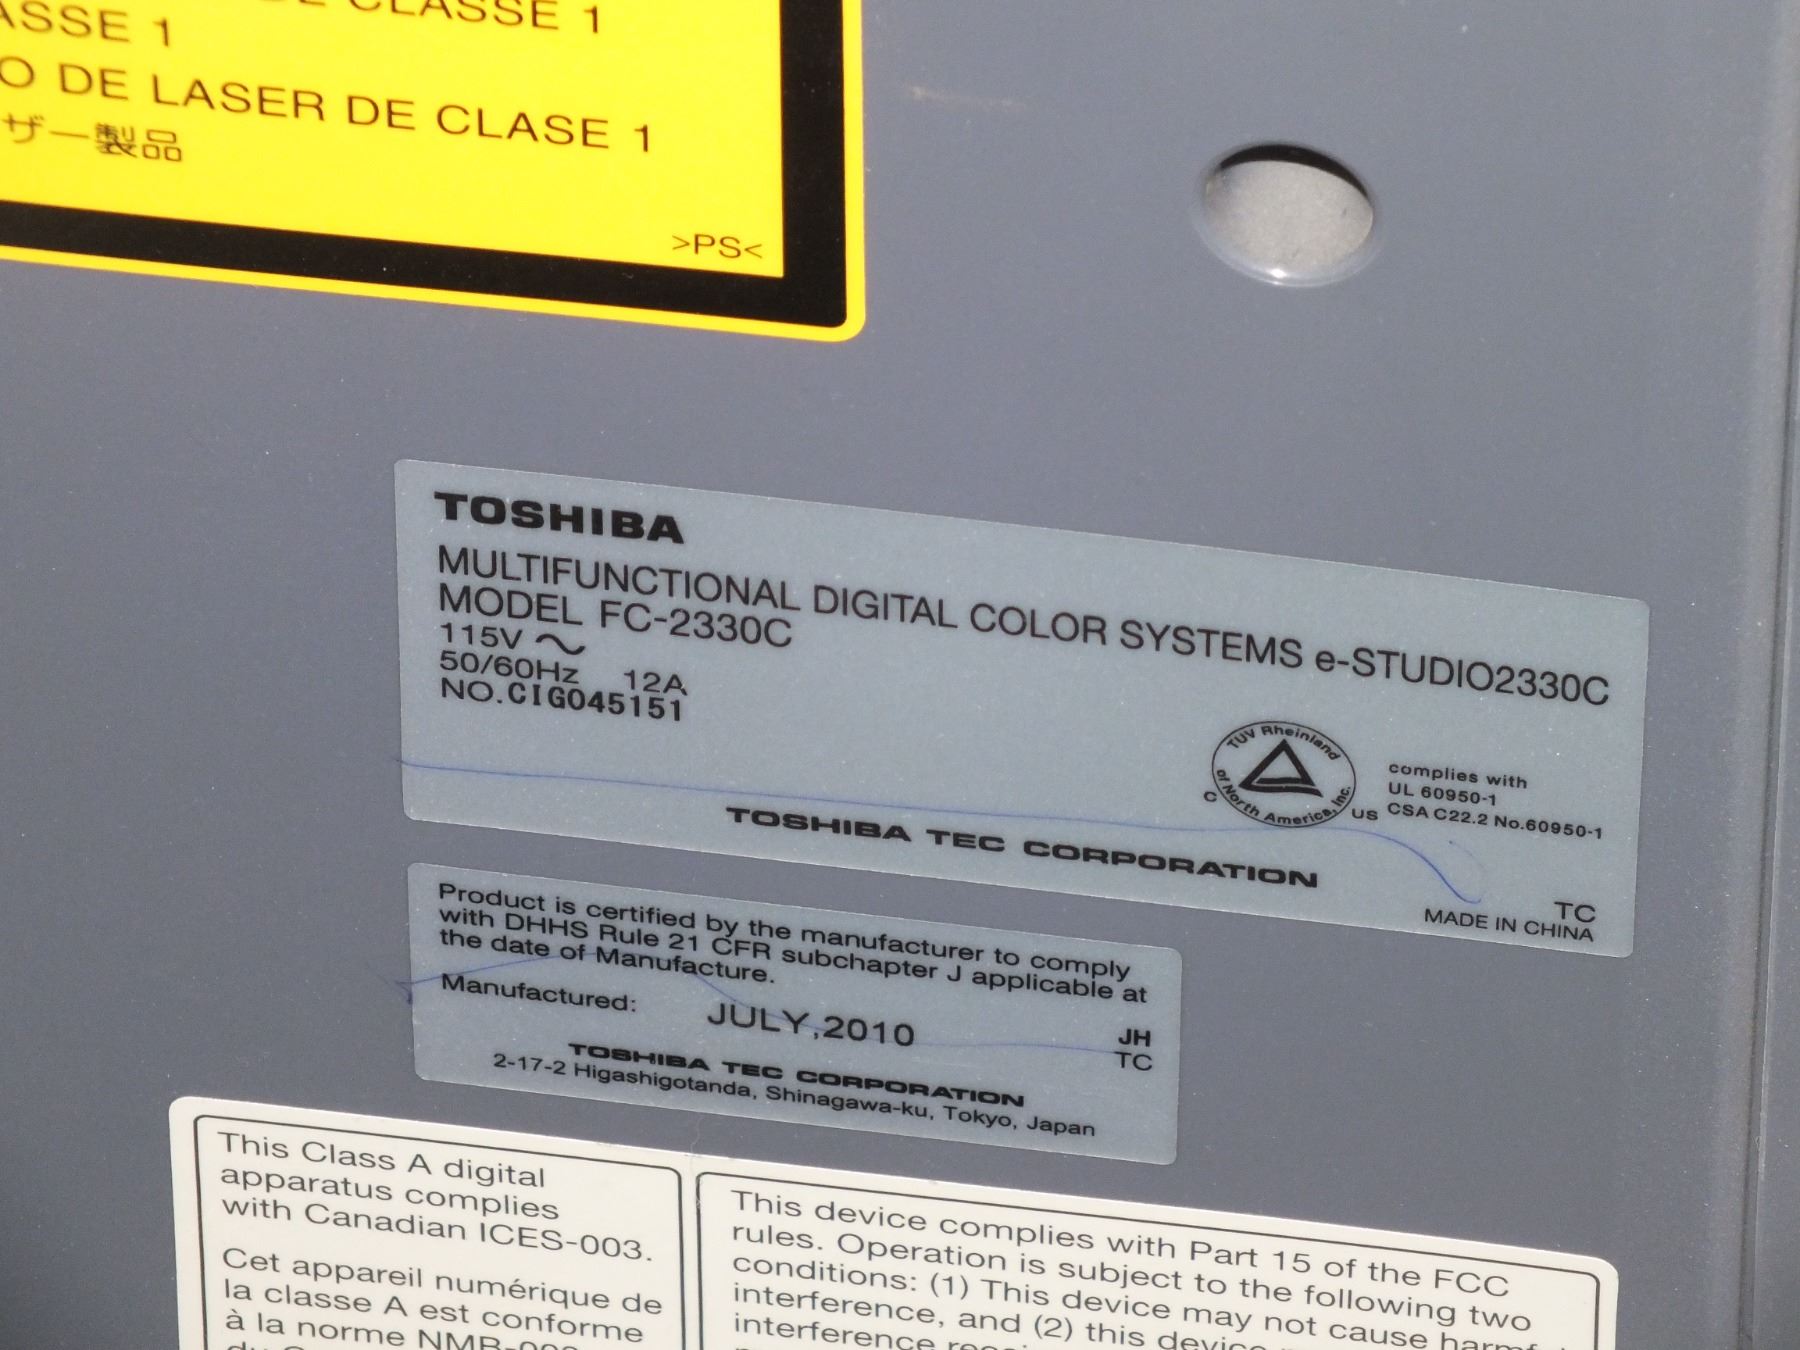 DE CLASSE 1
ASSE 1
O DE LASER DE CLASE 1
ザー製品
>PS<
TOSHIBA
MULTIFUNCTIONAL DIGITAL COLOR SYSTEMS e-STUDIO2330C
MODEL FC-2330C
115V ~
50/60Hz 12A
NO.CIG045151
TUV Rheinland
of North America, Inc.
C US
complies with
UL 60950-1
CSA C22.2 No.60950-1
TOSHIBA TEC CORPORATION
TC
MADE IN CHINA
Product is certified by the manufacturer to comply
with DHHS Rule 21 CFR subchapter J applicable at
the date of Manufacture.
Manufactured: JULY,2010
JH
TC
TOSHIBA TEC CORPORATION
2-17-2 Higashigotanda, Shinagawa-ku, Tokyo, Japan
This Class A digital
apparatus complies
with Canadian ICES-003.
Cet appareil numérique de
la classe A est conforme
à la norme
This device complies with Part 15 of the FCC
rules. Operation is subject to the following two
conditions: (1) This device may not cause
interference, and (2) this
interference